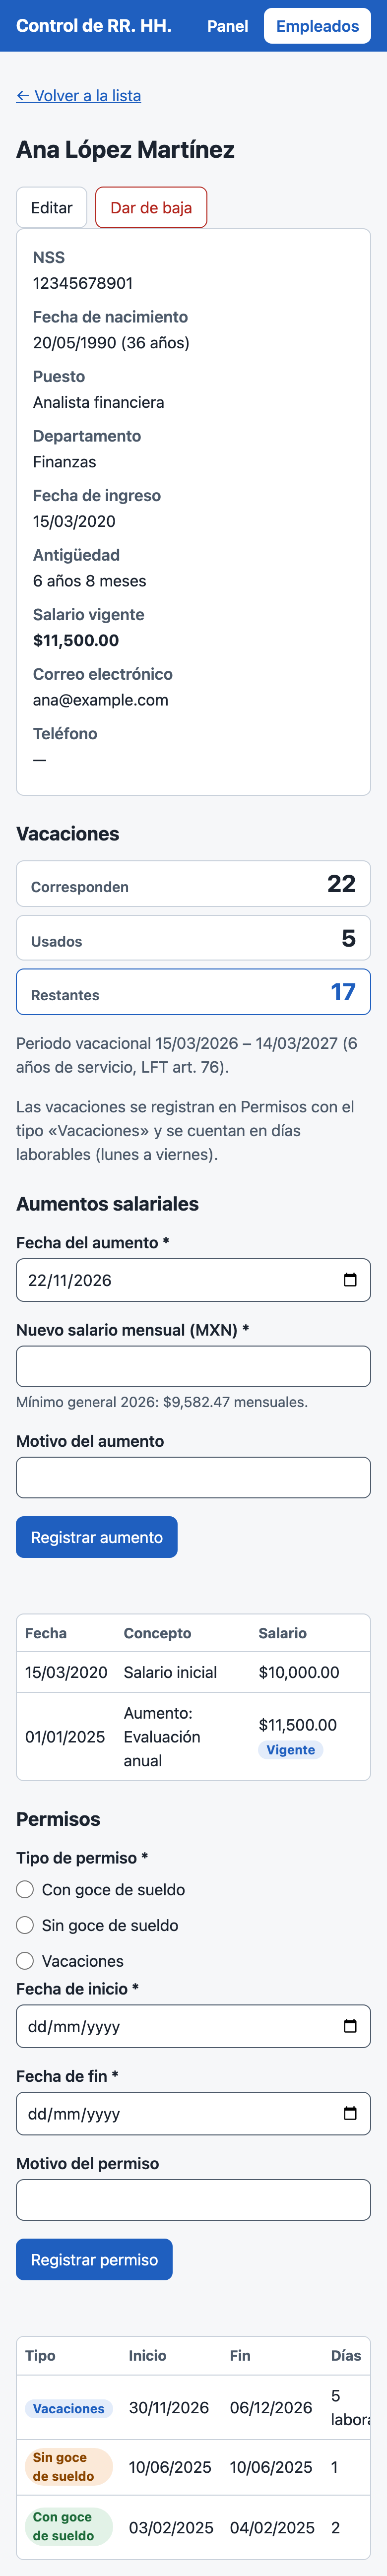 Control de RR. HH.
Panel
Empleados
← Volver a la lista
Ana López Martínez
Editar
Dar de baja
NSS
12345678901
Fecha de nacimiento
20/05/1990 (36 años)
Puesto
Analista financiera
Departamento
Finanzas
Fecha de ingreso
15/03/2020
Antigüedad
6 años 8 meses
Salario vigente
$11,500.00
Correo electrónico
ana@example.com
Teléfono
—
Vacaciones
Corresponden 22
Usados 5
Restantes 17
Periodo vacacional 15/03/2026 – 14/03/2027 (6
años de servicio, LFT art. 76).
Las vacaciones se registran en Permisos con el
tipo «Vacaciones» y se cuentan en días
laborables (lunes a viernes).
Aumentos salariales
Fecha del aumento *
22/11/2026
Nuevo salario mensual (MXN) *
Mínimo general 2026: $9,582.47 mensuales.
Motivo del aumento
Registrar aumento
Fecha Concepto Salario
15/03/2020 Salario inicial $10,000.00
01/01/2025
Aumento:
Evaluación
anual
$11,500.00
Vigente
Permisos
Tipo de permiso *
Con goce de sueldo
Sin goce de sueldo
Vacaciones
Fecha de inicio *
dd/mm/yyyy
Fecha de fin *
dd/mm/yyyy
Motivo del permiso
Registrar permiso
Tipo Inicio Fin Días
Vacaciones 30/11/2026 06/12/2026 5
Sin goce
de sueldo
10/06/2025 10/06/2025 1
Con goce
de sueldo
03/02/2025 04/02/2025 2